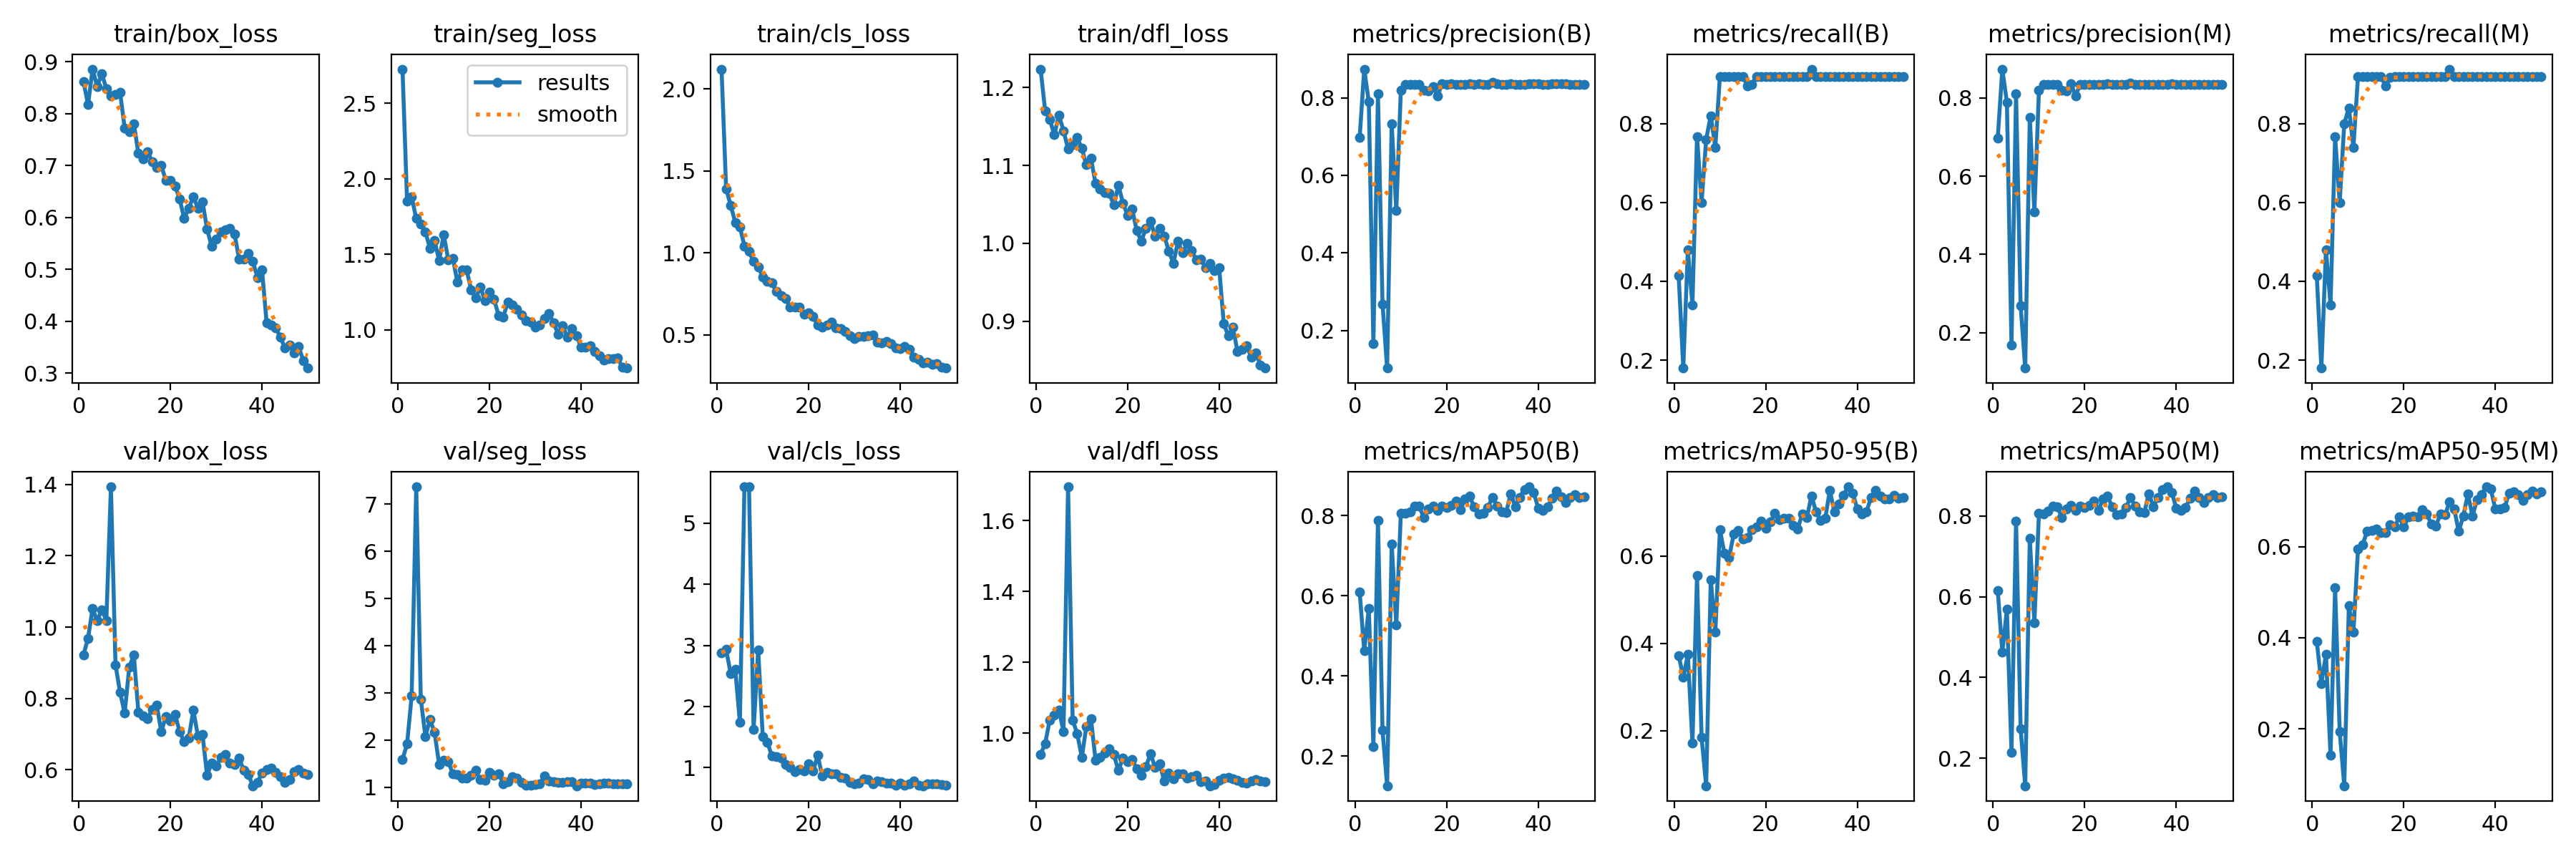 train/box_loss
train/seg_loss
train/cls_loss
train/dfl_loss
metrics/precision(B)
metrics/recall(B)
metrics/precision(M)
metrics/recall(M)
0.9
0.8
0.7
0.6
0.5
0.4
0.3
0 20 40
results
smooth
2.5
2.0
1.5
1.0
0 20 40
2.0
1.5
1.0
0.5
0 20 40
1.2
1.1
1.0
0.9
0 20 40
0.8
0.6
0.4
0.2
0 20 40
0.8
0.6
0.4
0.2
0 20 40
0.8
0.6
0.4
0.2
0 20 40
0.8
0.6
0.4
0.2
0 20 40
val/box_loss
val/seg_loss
val/cls_loss
val/dfl_loss
metrics/mAP50(B)
metrics/mAP50-95(B)
metrics/mAP50(M)
metrics/mAP50-95(M)
1.4
1.2
1.0
0.8
0.6
0 20 40
7
6
5
4
3
2
1
0 20 40
5
4
3
2
1
0 20 40
1.6
1.4
1.2
1.0
0 20 40
0.8
0.6
0.4
0.2
0 20 40
0.6
0.4
0.2
0 20 40
0.8
0.6
0.4
0.2
0 20 40
0.6
0.4
0.2
0 20 40